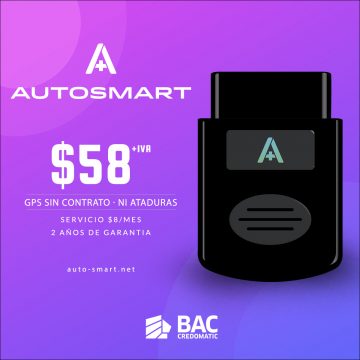 AUTOSMART
$58 +IVA
GPS SIN CONTRATO - NI ATADURAS
SERVICIO $8/MES
2 AÑOS DE GARANTIA
auto-smart.net
BAC
CREDOMATIC